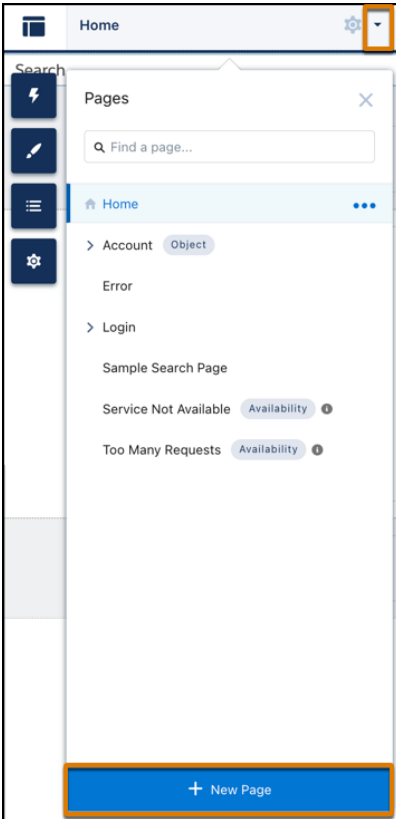 Home
Search
Pages
Find a page...
Home
Account Object
Error
Login
Sample Search Page
Service Not Available Availability
Too Many Requests Availability
+ New Page